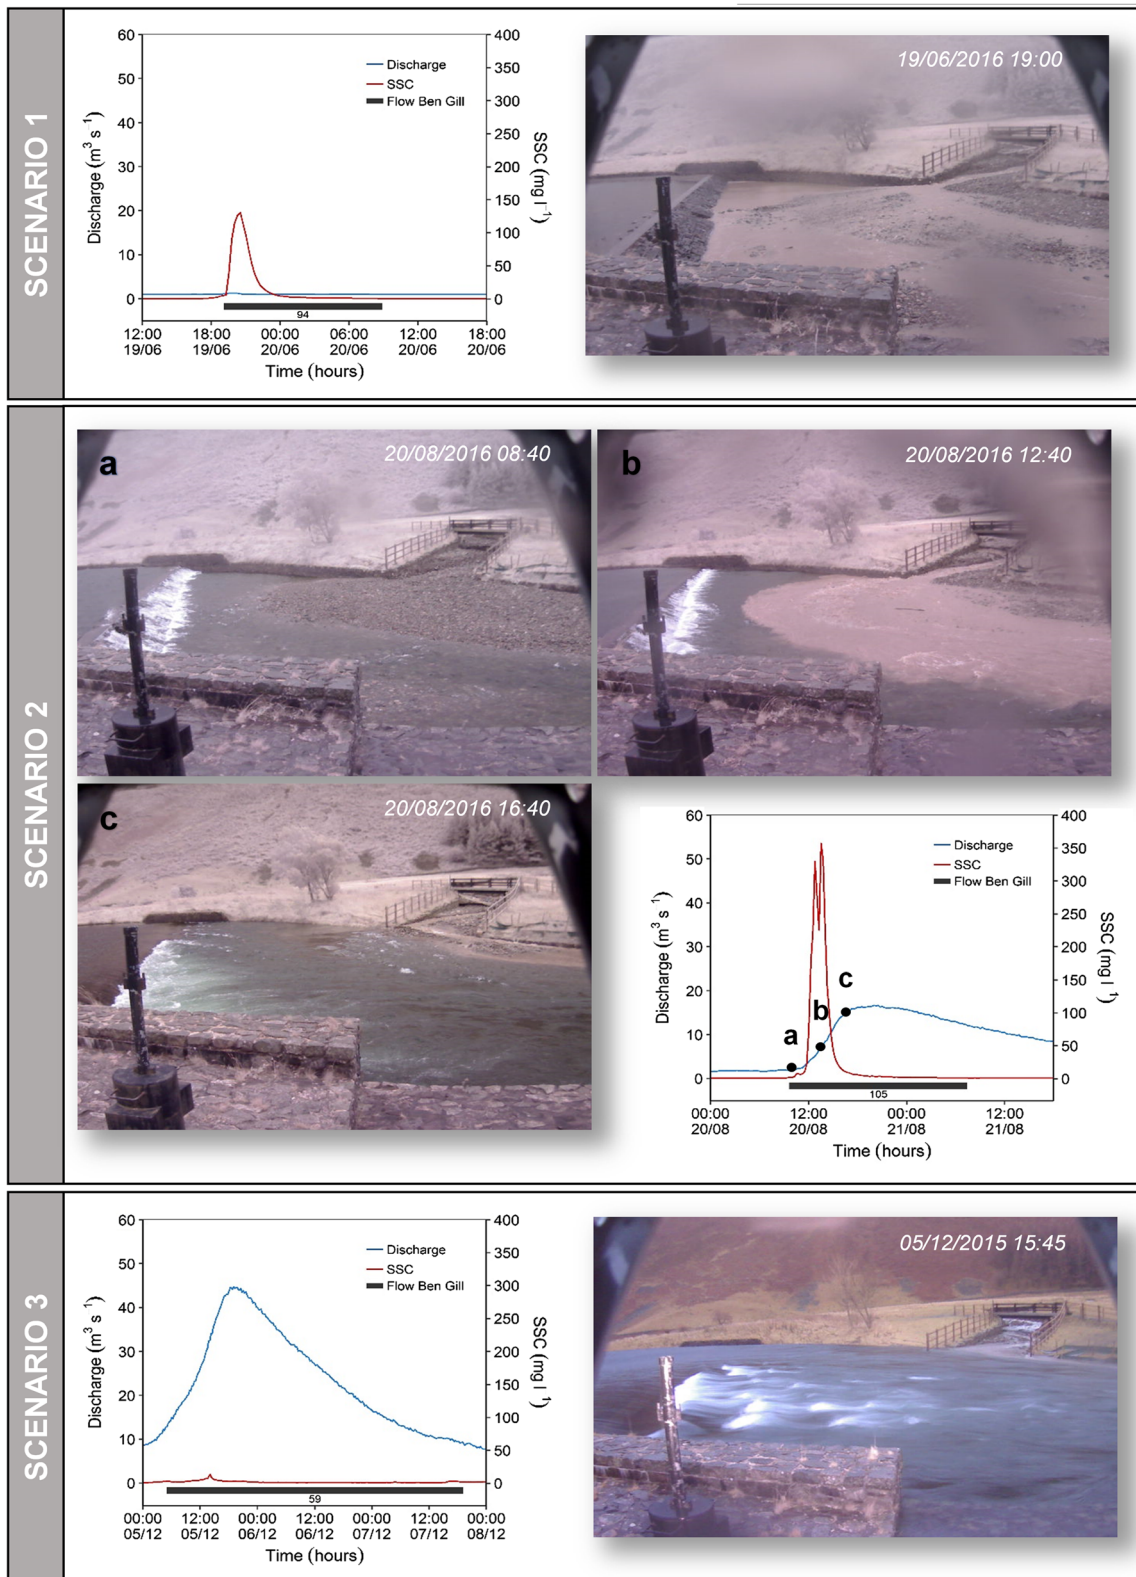 SCENARIO 1
60
50
40
30
20
10
0
Discharge (m³ s⁻¹)
400
350
300
250
200
150
100
50
0
SSC (mg l⁻¹)
Discharge
SSC
Flow Ben Gill
94
12:00 18:00 00:00 06:00 12:00 18:00
19/06 19/06 20/06 20/06 20/06 20/06
Time (hours)
19/06/2016 19:00
SCENARIO 2
a
20/08/2016 08:40
b
20/08/2016 12:40
c
20/08/2016 16:40
60
50
40
30
20
10
0
Discharge (m³ s⁻¹)
400
350
300
250
200
150
100
50
0
SSC (mg l⁻¹)
Discharge
SSC
Flow Ben Gill
a
b
c
105
00:00 12:00 00:00 12:00
20/08 20/08 21/08 21/08
Time (hours)
SCENARIO 3
60
50
40
30
20
10
0
Discharge (m³ s⁻¹)
400
350
300
250
200
150
100
50
0
SSC (mg l⁻¹)
Discharge
SSC
Flow Ben Gill
59
00:00 12:00 00:00 12:00 00:00 12:00 00:00
05/12 05/12 06/12 06/12 07/12 07/12 08/12
Time (hours)
05/12/2015 15:45